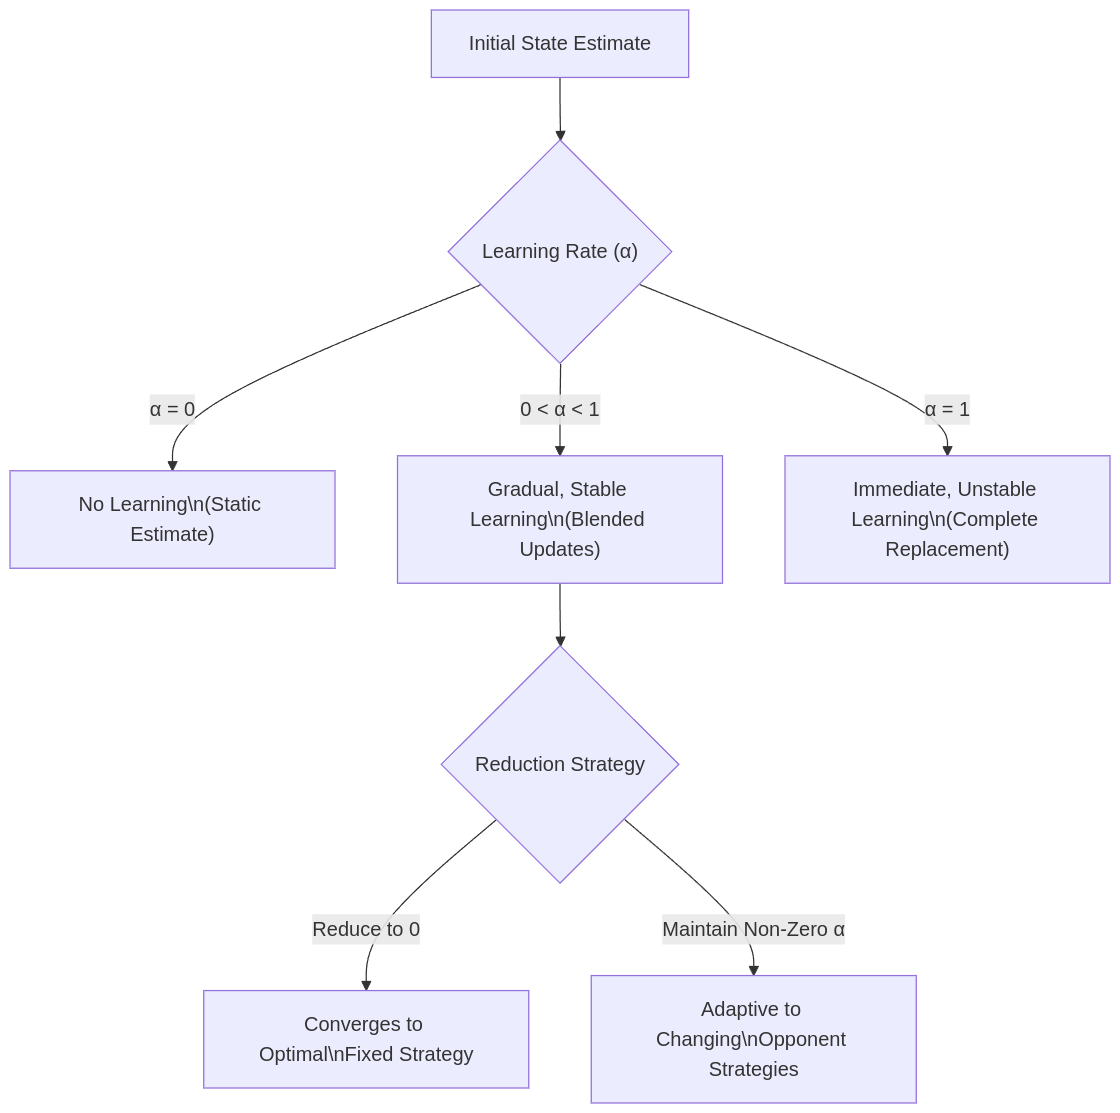 Initial State Estimate
Learning Rate (α)
α = 0
0 < α < 1
α = 1
No Learning\n(Static
Estimate)
Gradual, Stable
Learning\n(Blended
Updates)
Immediate, Unstable
Learning\n(Complete
Replacement)
Reduction Strategy
Reduce to 0
Maintain Non-Zero α
Converges to
Optimal\nFixed Strategy
Adaptive to
Changing\nOpponent
Strategies